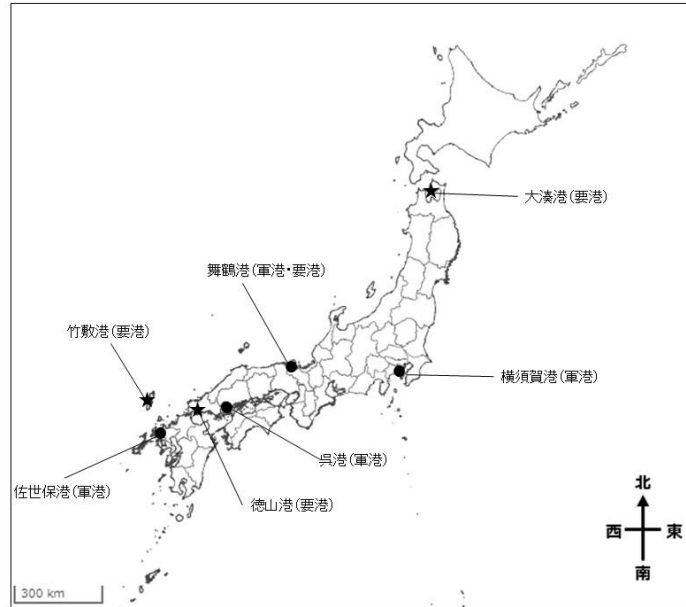 大湊港(要港)
舞鶴港(軍港・要港)
竹敷港(要港)
横須賀港(軍港)
呉港(軍港)
佐世保港(軍港)
徳山港(要港)
北
西
東
南
300 km